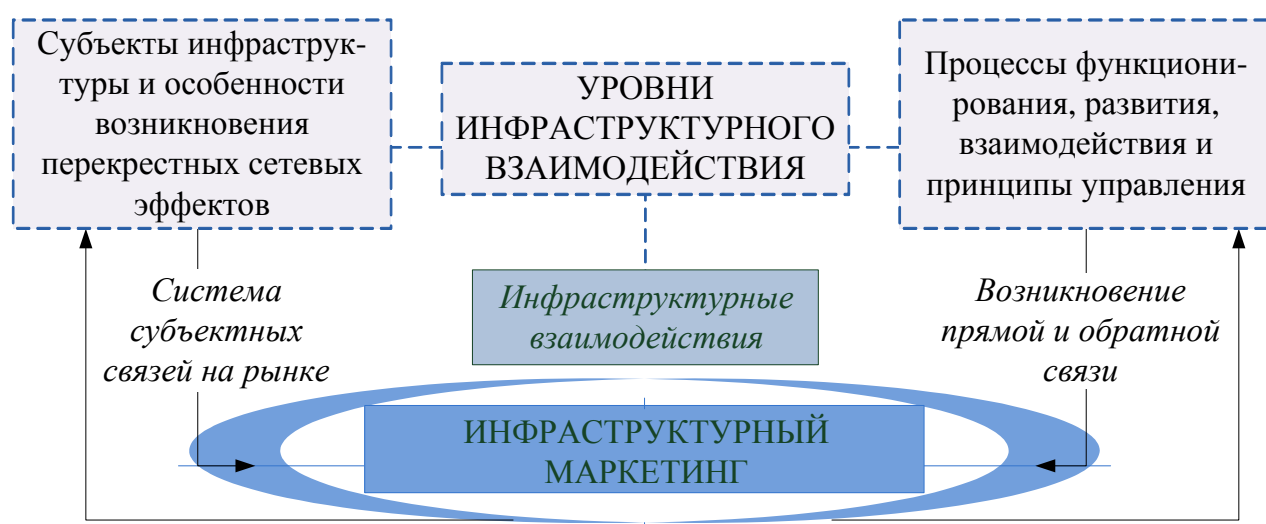 Субъекты инфраструк-
туры и особенности
возникновения
перекрестных сетевых
эффектов
УРОВНИ
ИНФРАСТРУКТУРНОГО
ВЗАИМОДЕЙСТВИЯ
Процессы функциони-
рования, развития,
взаимодействия и
принципы управления
Система
субъектных
связей на рынке
Инфраструктурные
взаимодействия
Возникновение
прямой и обратной
связи
ИНФРАСТРУКТУРНЫЙ
МАРКЕТИНГ